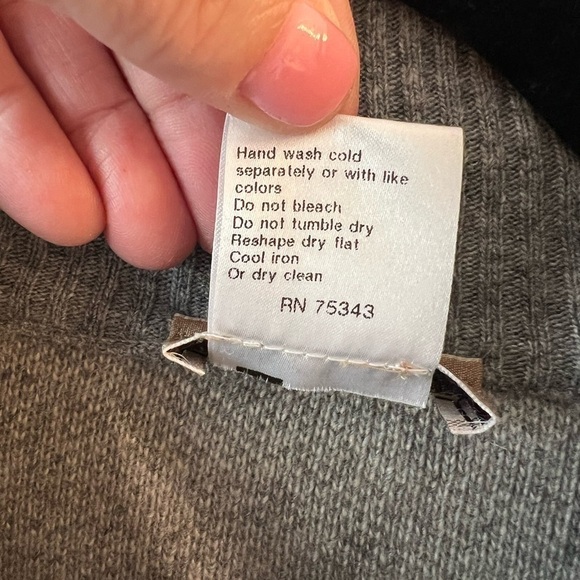 Hand wash cold
separately or with like
colors
Do not bleach
Do not tumble dry
Reshape dry flat
Cool iron
Or dry clean
RN 75343